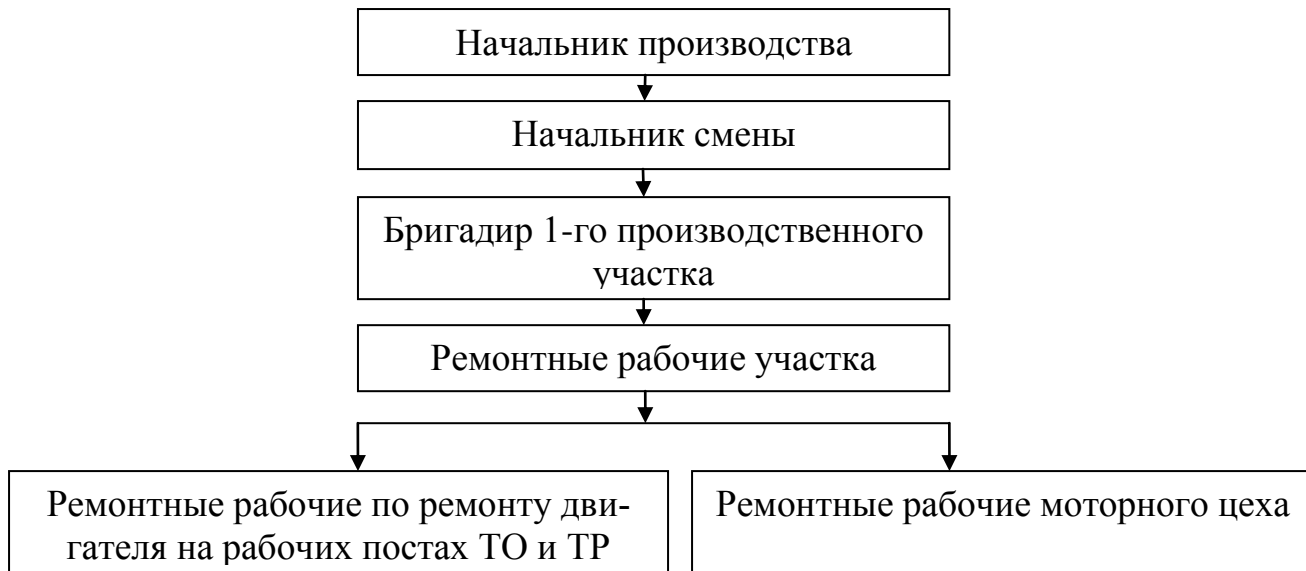 Начальник производства
Начальник смены
Бригадир 1-го производственного
участка
Ремонтные рабочие участка
Ремонтные рабочие по ремонту дви-
гателя на рабочих постах ТО и ТР
Ремонтные рабочие моторного цеха